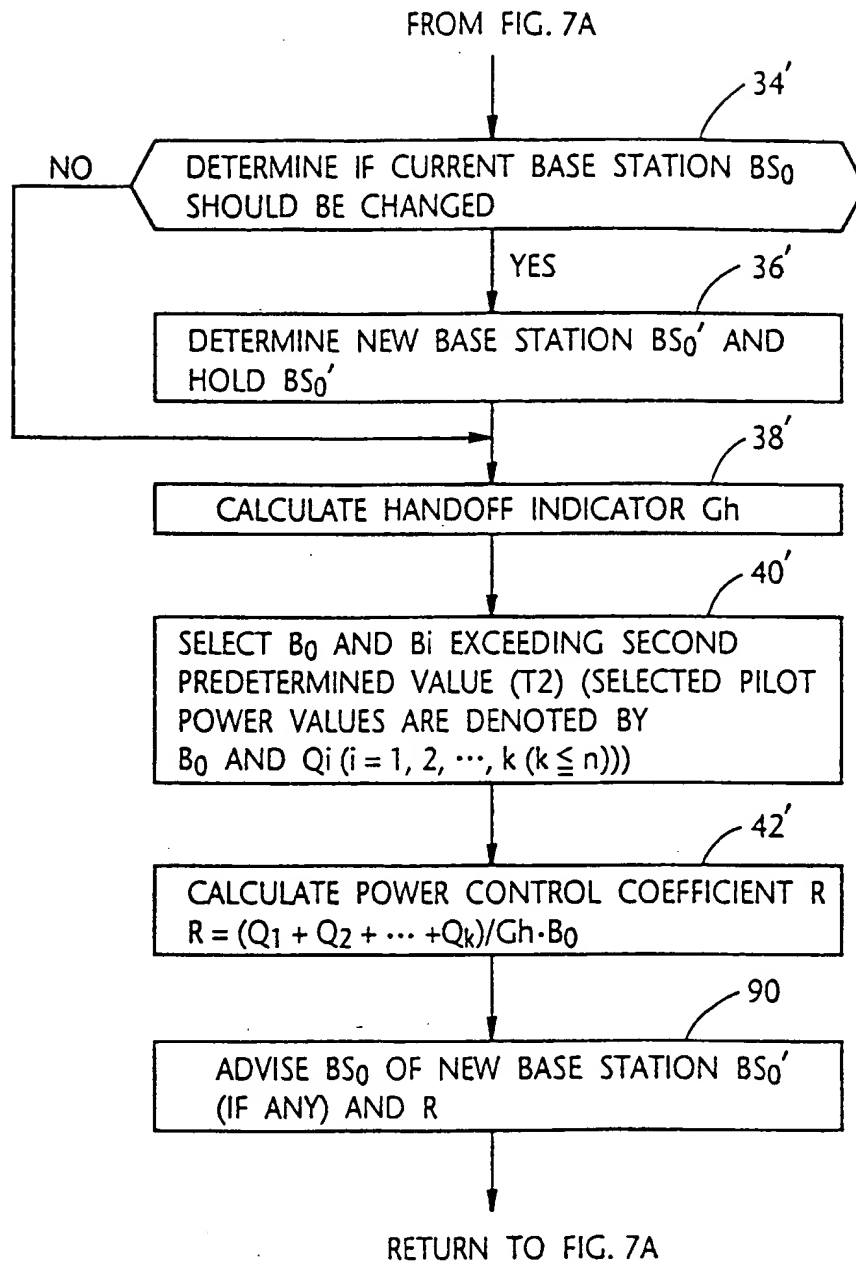 FROM FIG. 7A
34′
NO
DETERMINE IF CURRENT BASE STATION BS₀
SHOULD BE CHANGED
YES
36′
DETERMINE NEW BASE STATION BS₀′ AND
HOLD BS₀′
38′
CALCULATE HANDOFF INDICATOR Gh
40′
SELECT B₀ AND Bi EXCEEDING SECOND
PREDETERMINED VALUE (T2) (SELECTED PILOT
POWER VALUES ARE DENOTED BY
B₀ AND Qi (i = 1, 2, ···, k (k ≦ n)))
42′
CALCULATE POWER CONTROL COEFFICIENT R
R = (Q₁ + Q₂ + ··· +Qₖ)/Gh·B₀
90
ADVISE BS₀ OF NEW BASE STATION BS₀′
(IF ANY) AND R
RETURN TO FIG. 7A